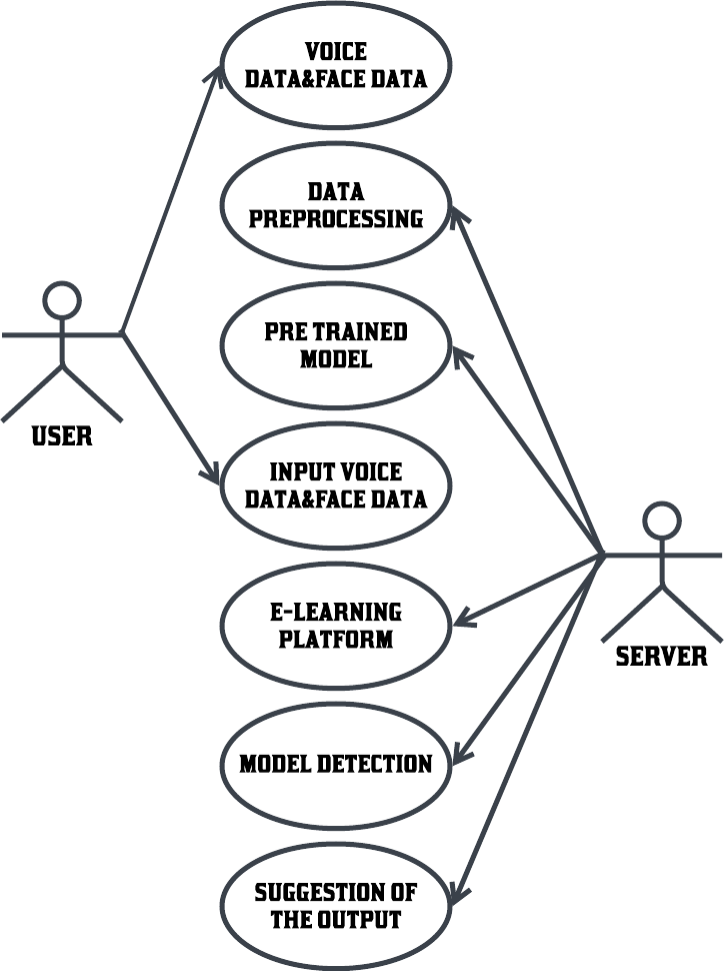 VOICE
DATA&FACE DATA
DATA
PREPROCESSING
PRE TRAINED
MODEL
USER
INPUT VOICE
DATA&FACE DATA
E-LEARNING
PLATFORM
SERVER
MODEL DETECTION
SUGGESTION OF
THE OUTPUT